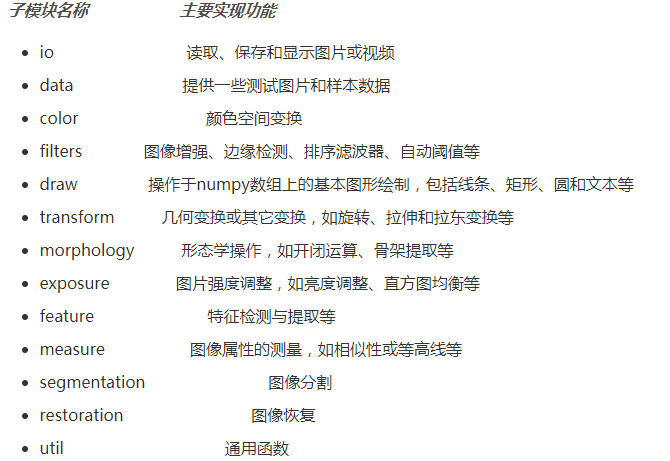 子模块名称 主要实现功能
io 读取、保存和显示图片或视频
data 提供一些测试图片和样本数据
color 颜色空间变换
filters 图像增强、边缘检测、排序滤波器、自动阈值等
draw 操作于numpy数组上的基本图形绘制，包括线条、矩形、圆和文本等
transform 几何变换或其它变换，如旋转、拉伸和拉东变换等
morphology 形态学操作，如开闭运算、骨架提取等
exposure 图片强度调整，如亮度调整、直方图均衡等
feature 特征检测与提取等
measure 图像属性的测量，如相似性或等高线等
segmentation 图像分割
restoration 图像恢复
util 通用函数